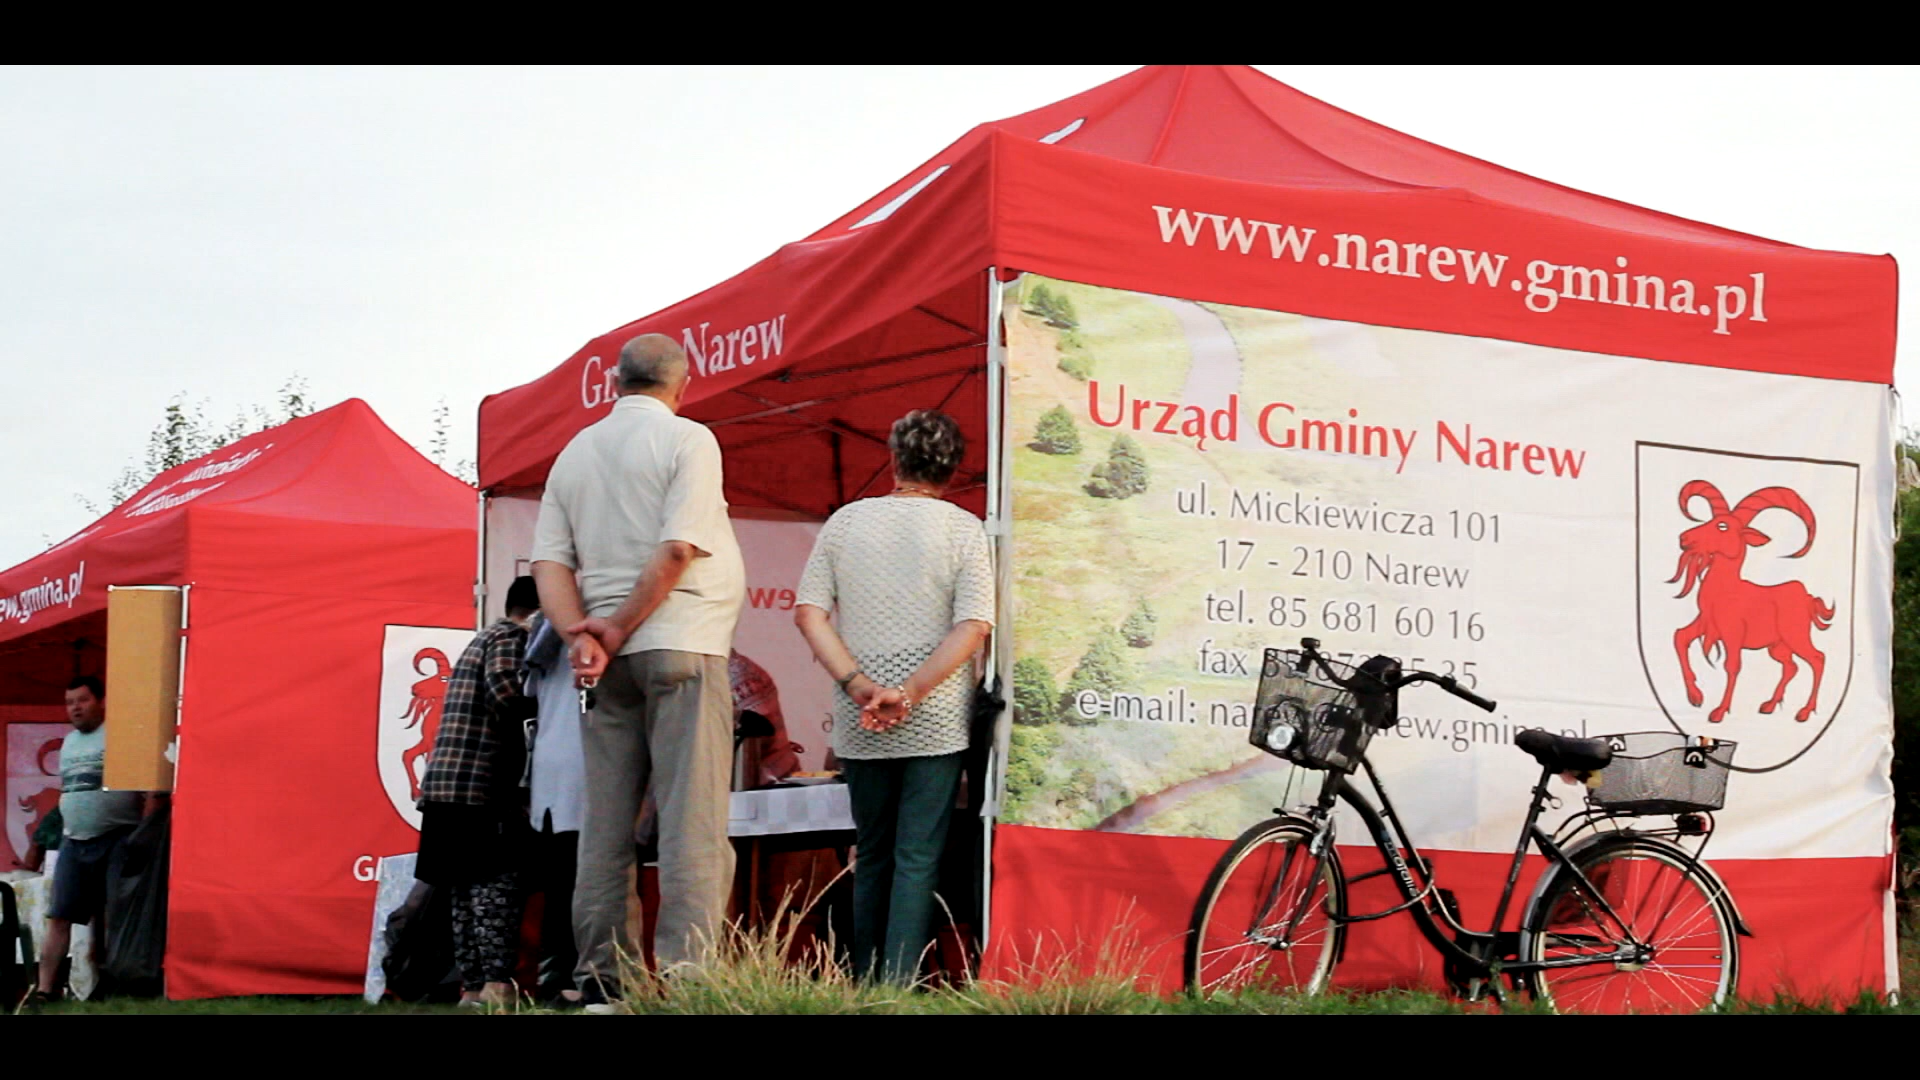 www.narew.gmina.pl
Narew
Urząd Gminy Narew
ul. Mickiewicza 101
17 - 210 Narew
tel. 85 681 60 16
fax
e-mail:
ew.gmina.pl